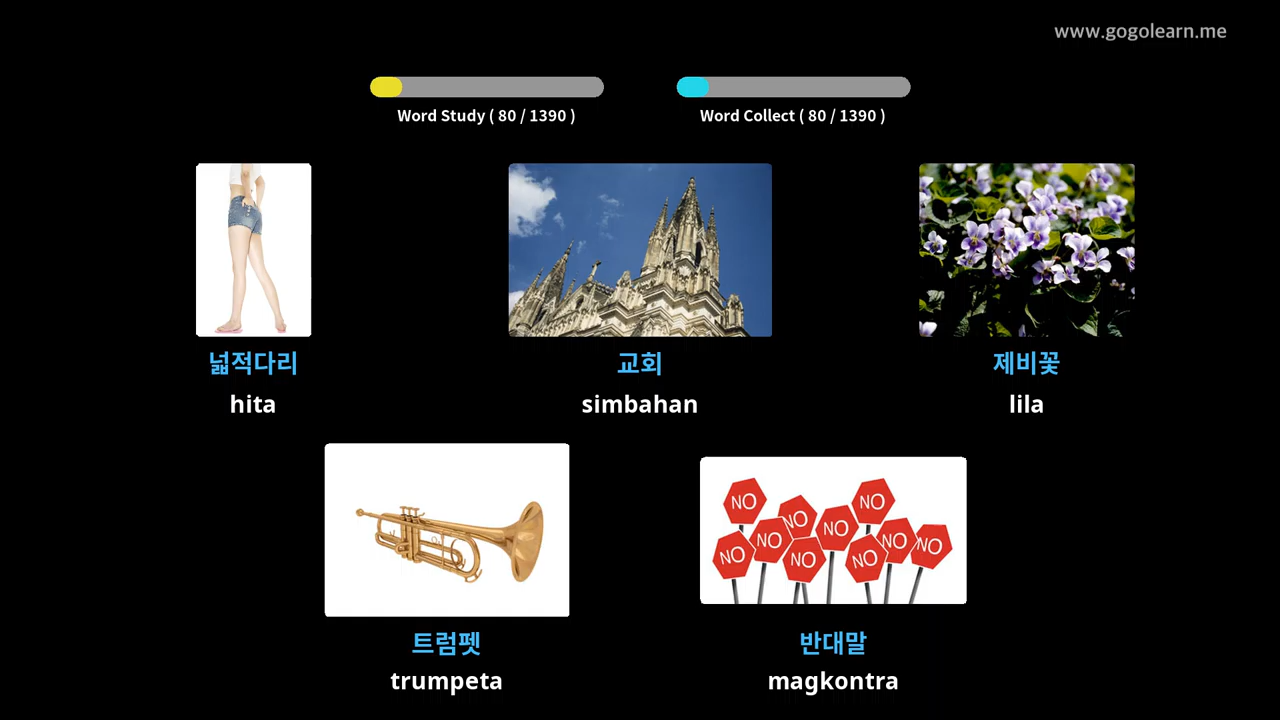 www.gogolearn.me
Word Study ( 80 / 1390 )
Word Collect ( 80 / 1390 )
넓적다리
hita
교회
simbahan
제비꽃
lila
트럼펫
trumpeta
NO
NO
NO
NO
NO
NO
NO
NO
NO
NO
반대말
magkontra